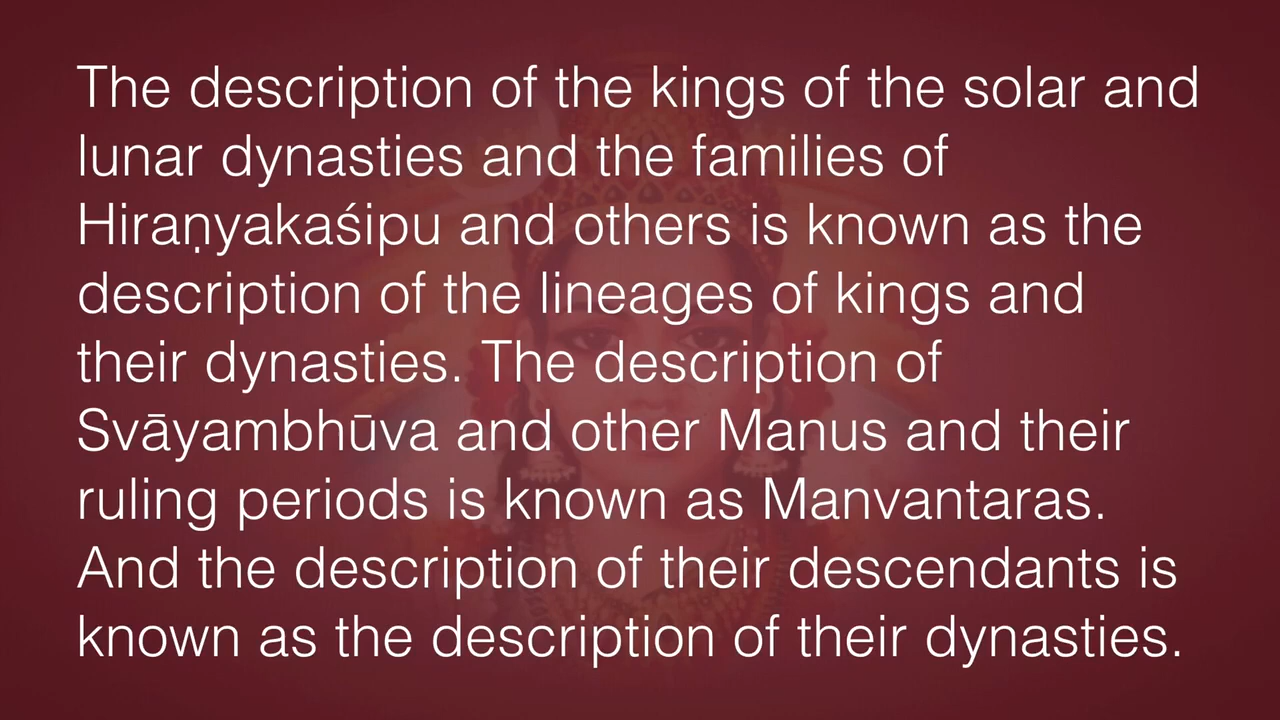 The description of the kings of the solar and
lunar dynasties and the families of
Hiraṇyakaśipu and others is known as the
description of the lineages of kings and
their dynasties. The description of
Svāyambhūva and other Manus and their
ruling periods is known as Manvantaras.
And the description of their descendants is
known as the description of their dynasties.